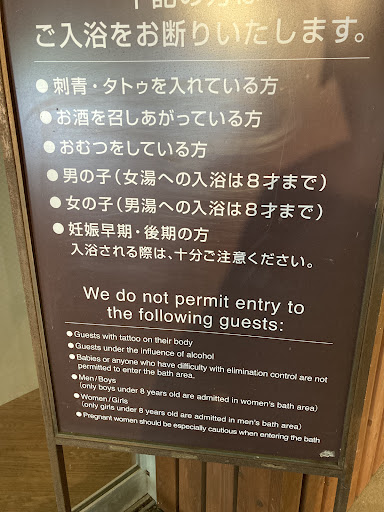 下記の方は
ご入浴をお断りいたします。
●刺青・タトゥを入れている方
●お酒を召しあがっている方
●おむつをしている方
●男の子(女湯への入浴は8才まで)
●女の子(男湯への入浴は8才まで)
●妊娠早期・後期の方
入浴される際は、十分ご注意ください。
We do not permit entry to
the following guests:
●Guests with tattoo on their body
●Guests under the influence of alcohol
●Babies or anyone who have difficulty with elimination control are not
permitted to enter the bath area.
●Men/Boys
(only boys under 8 years old are admitted in women's bath area)
●Women/Girls
(only girls under 8 years old are admitted in men's bath area)
●Pregnant women should be especially cautious when entering the bath